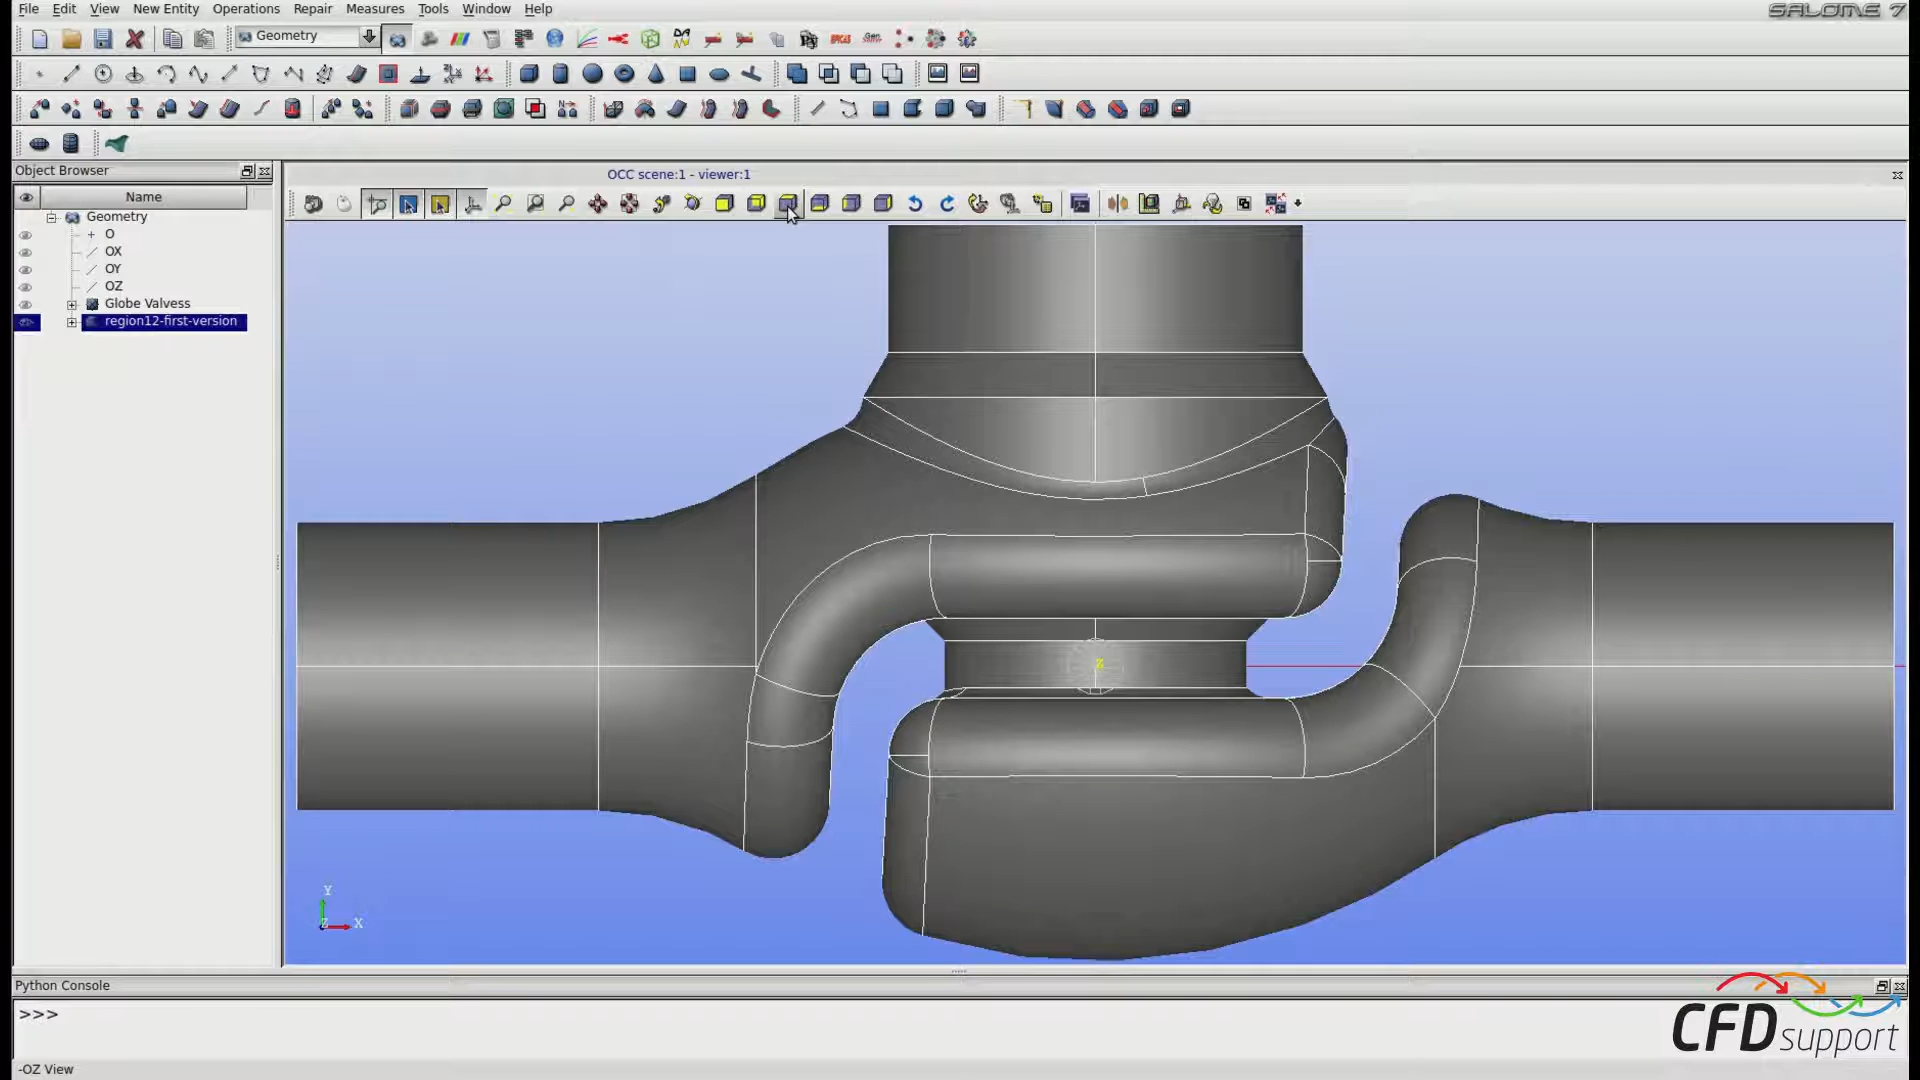 File Edit View New Entity Operations Repair Measures Tools Window Help
SALOME 7
Geometry
Object Browser
OCC scene:1 - viewer:1
Name
Geometry
O
OX
OY
OZ
Globe Valvess
region12-first-version
Z
Y
Z X
Python Console
>>>
CFD support
-OZ View